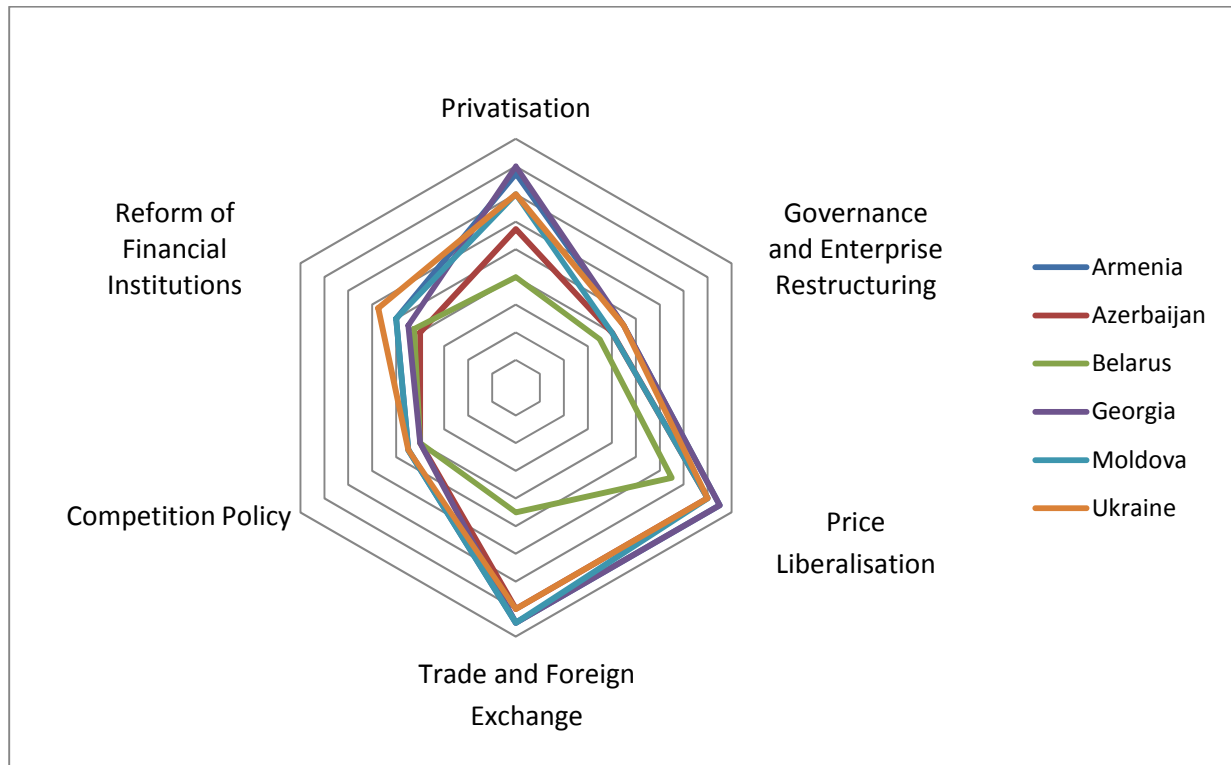 Privatisation
Reform of
Financial
Institutions
Governance
and Enterprise
Restructuring
Competition Policy
Price
Liberalisation
Trade and Foreign
Exchange
Armenia
Azerbaijan
Belarus
Georgia
Moldova
Ukraine